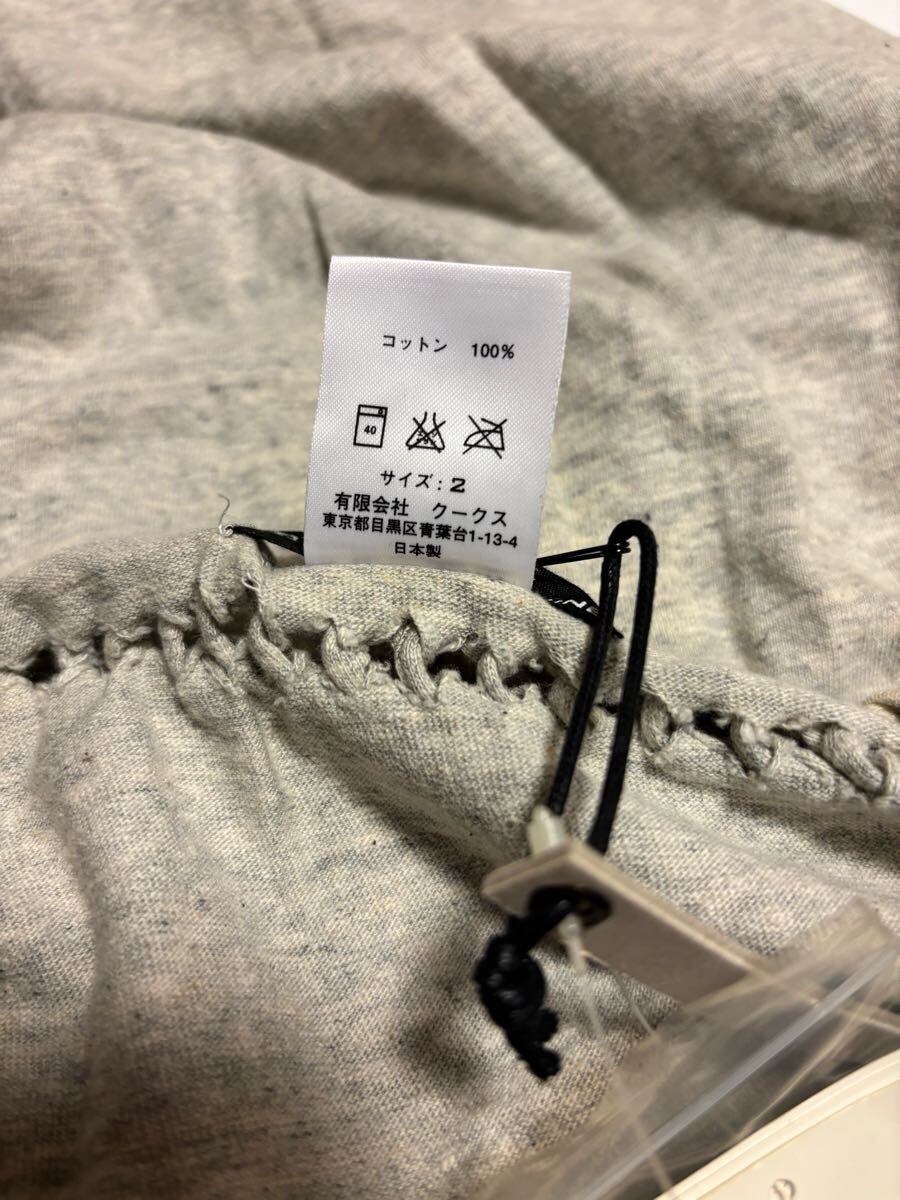 コットン 100%
40
サイズ: 2
有限会社 クークス
東京都目黒区青葉台1-13-4
日本製